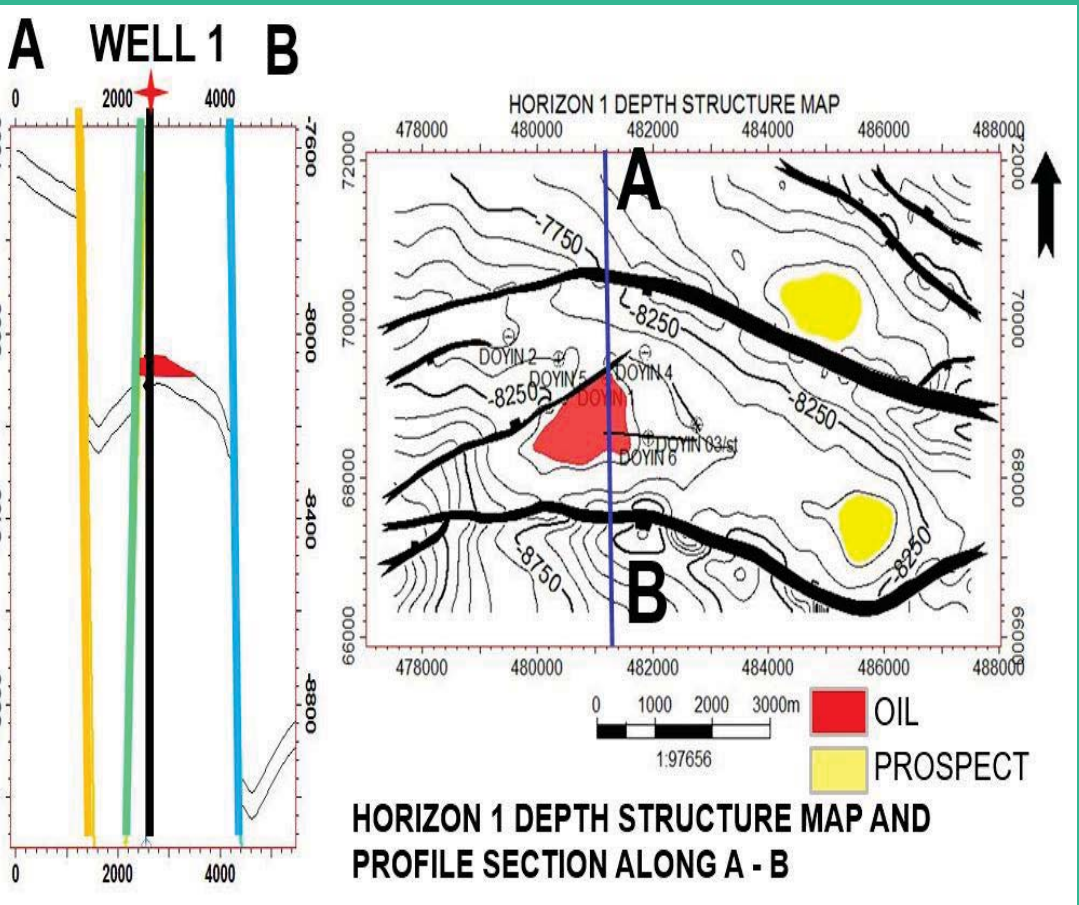 A WELL 1 B
0 2000 4000
-7600
-8000
-8400
-8800
0 2000 4000
HORIZON 1 DEPTH STRUCTURE MAP
478000 480000 482000 484000 486000 488000
72000
70000
68000
66000
72000
70000
68000
66000
A
-7750
-8250
DOYIN 2
DOYIN 5
DOYIN 4
-8250
DOYIN 1
-8250
DOYIN 03/st
DOYIN 6
-8250
-8750
B
478000 480000 482000 484000 486000 488000
0 1000 2000 3000m
1:97656
OIL
PROSPECT
HORIZON 1 DEPTH STRUCTURE MAP AND
PROFILE SECTION ALONG A - B